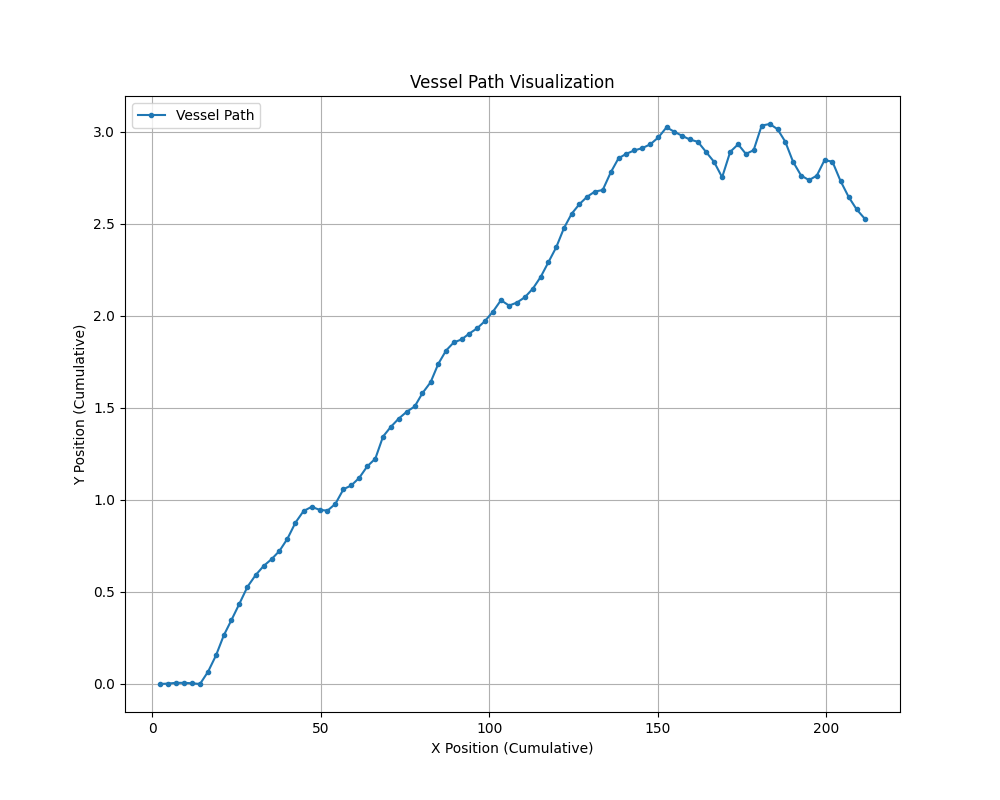 Vessel Path Visualization
Vessel Path
3.0
2.5
2.0
1.5
1.0
0.5
0.0
Y Position (Cumulative)
0 50 100 150 200
X Position (Cumulative)